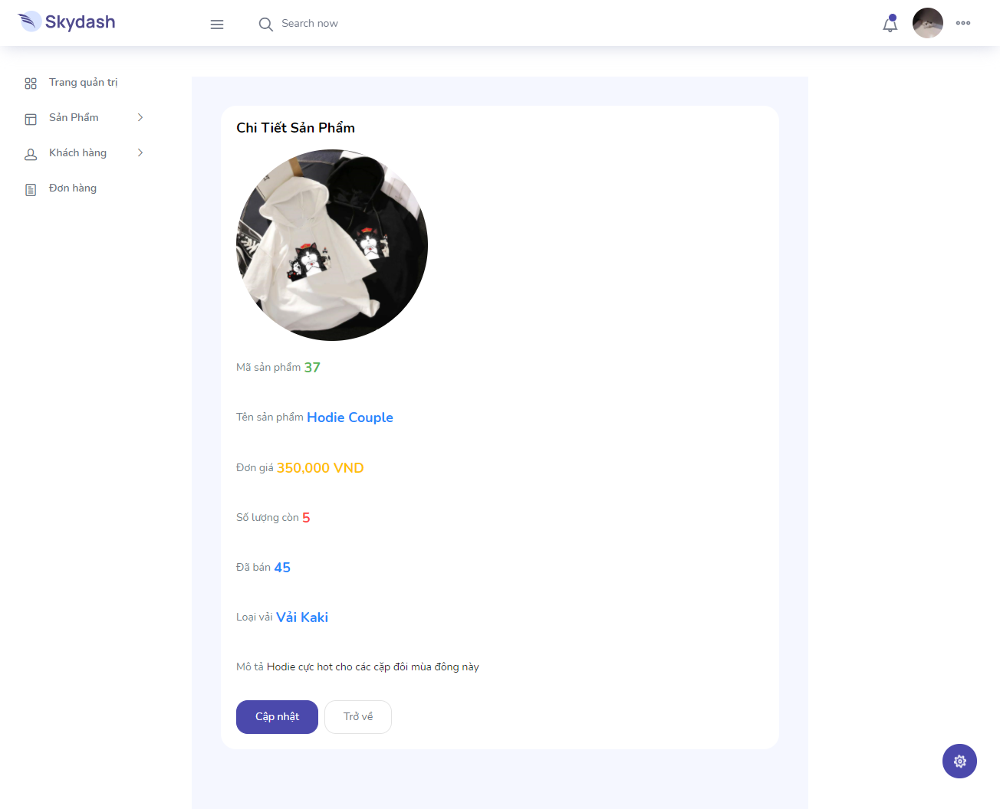 Skydash
Search now
Trang quản trị
Sản Phẩm
Khách hàng
Đơn hàng
Chi Tiết Sản Phẩm
Mã sản phẩm 37
Tên sản phẩm Hodie Couple
Đơn giá 350,000 VND
Số lượng còn 5
Đã bán 45
Loại vải Vải Kaki
Mô tả Hodie cực hot cho các cặp đôi mùa đông này
Cập nhật
Trở về